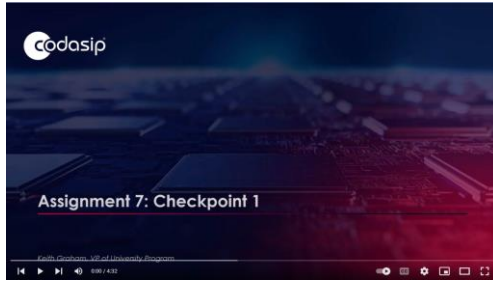 codasip
Assignment 7: Checkpoint 1
Keith Graham, VP of University Program
0:00 / 4:32